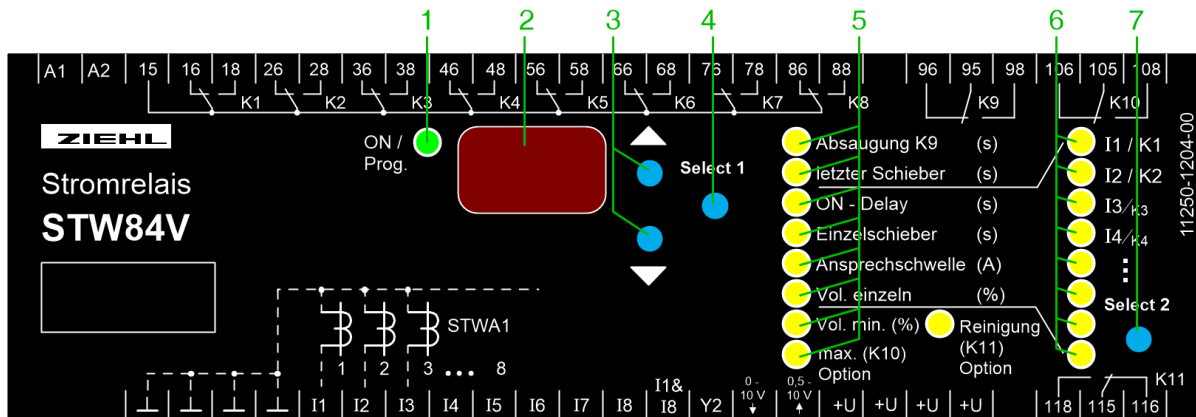 1 2 3 4 5 6 7
A1 A2 15 16 18 26 28 36 38 46 48 56 58 66 68 76 78 86 88 96 95 98 106 105 108
K1 K2 K3 K4 K5 K6 K7 K8 K9 K10
ZIEHL
Stromrelais
STW84V
ON /
Prog.
Select 1
Absaugung K9 (s)
letzter Schieber (s)
ON - Delay (s)
Einzelschieber (s)
Ansprechschwelle (A)
Vol. einzeln (%)
Vol. min. (%)
max. (K10)
Option
Reinigung
(K11)
Option
I1 / K1
I2 / K2
I3/K3
I4/K4
⋮
Select 2
11250-1204-00
STWA1
1 2 3 ... 8
K11
I1 I2 I3 I4 I5 I6 I7 I8 I1& I8 Y2 0 - 10 V 0,5 - 10 V +U +U +U +U 118 115 116